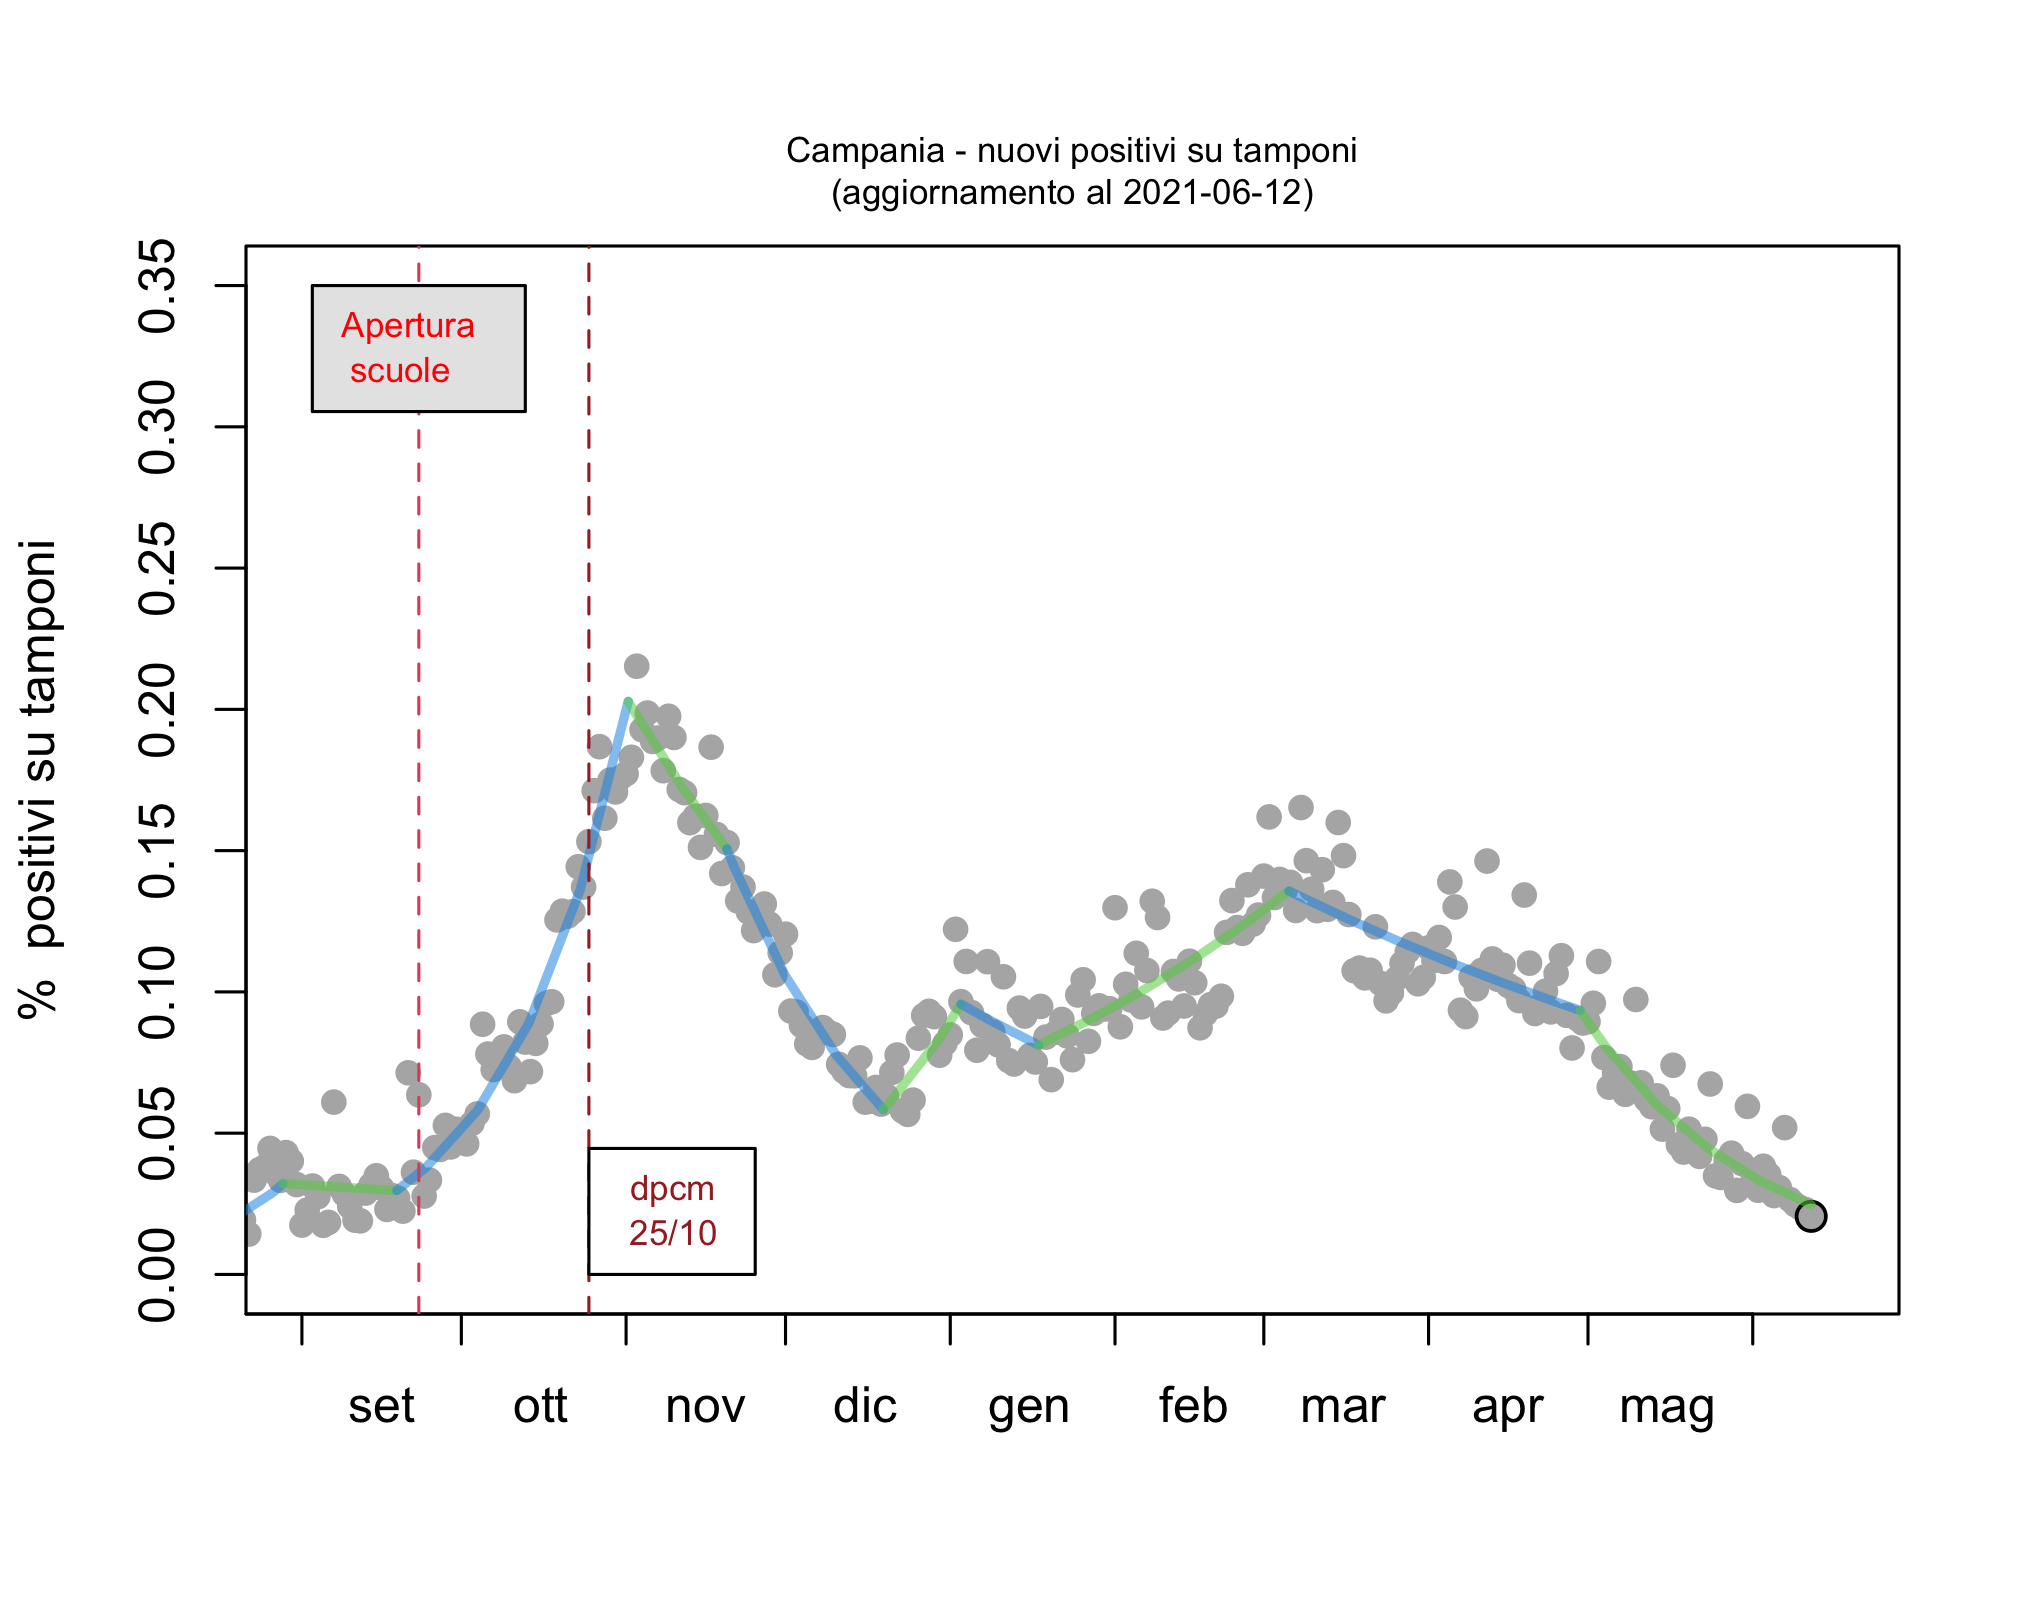 Campania - nuovi positivi su tamponi
(aggiornamento al 2021-06-12)
% positivi su tamponi
0.35
0.30
0.25
0.20
0.15
0.10
0.05
0.00
Apertura
scuole
dpcm
25/10
set ott nov dic gen feb mar apr mag